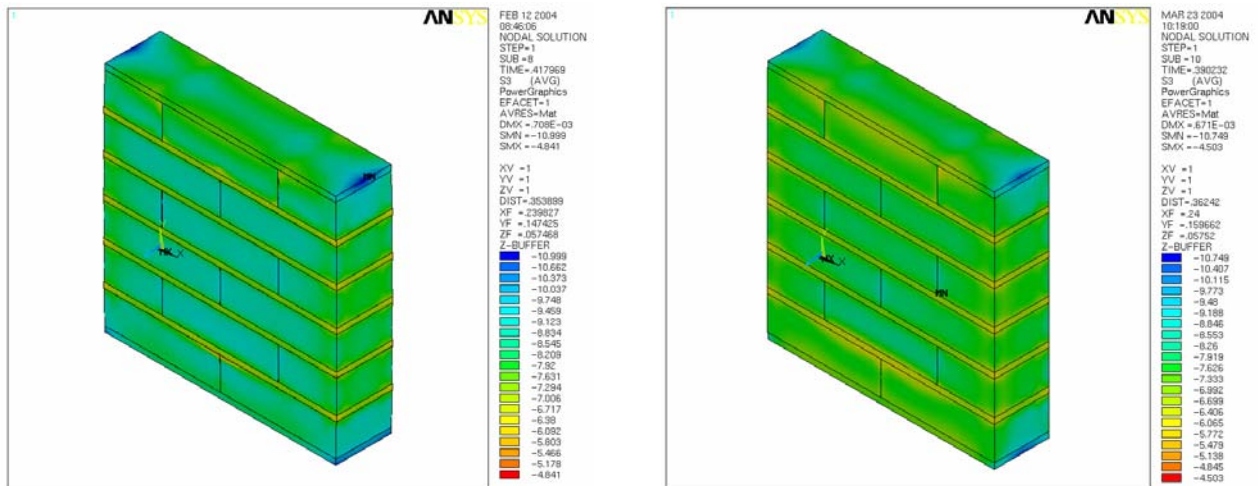 1
ANSYS
FEB 12 2004
08:46:06
NODAL SOLUTION
STEP=1
SUB =8
TIME=.417969
S3 (AVG)
PowerGraphics
EFACET=1
AVRES=Mat
DMX =.708E-03
SMN =-10.999
SMX =-4.841
XV =1
YV =1
ZV =1
DIST=.353899
XF =.239827
YF =.147425
ZF =.057468
Z-BUFFER
-10.999
-10.662
-10.373
-10.037
-9.748
-9.459
-9.123
-8.834
-8.545
-8.209
-7.92
-7.631
-7.294
-7.006
-6.717
-6.38
-6.092
-5.803
-5.466
-5.178
-4.841
MN
MX
X
1
ANSYS
MAR 23 2004
10:19:00
NODAL SOLUTION
STEP=1
SUB =10
TIME=.390232
S3 (AVG)
PowerGraphics
EFACET=1
AVRES=Mat
DMX =.671E-03
SMN =-10.749
SMX =-4.503
XV =1
YV =1
ZV =1
DIST=.36242
XF =.24
YF =.159662
ZF =.05752
Z-BUFFER
-10.749
-10.407
-10.115
-9.773
-9.48
-9.188
-8.846
-8.553
-8.26
-7.919
-7.626
-7.333
-6.992
-6.699
-6.406
-6.065
-5.772
-5.479
-5.138
-4.845
-4.503
MX
X
MN